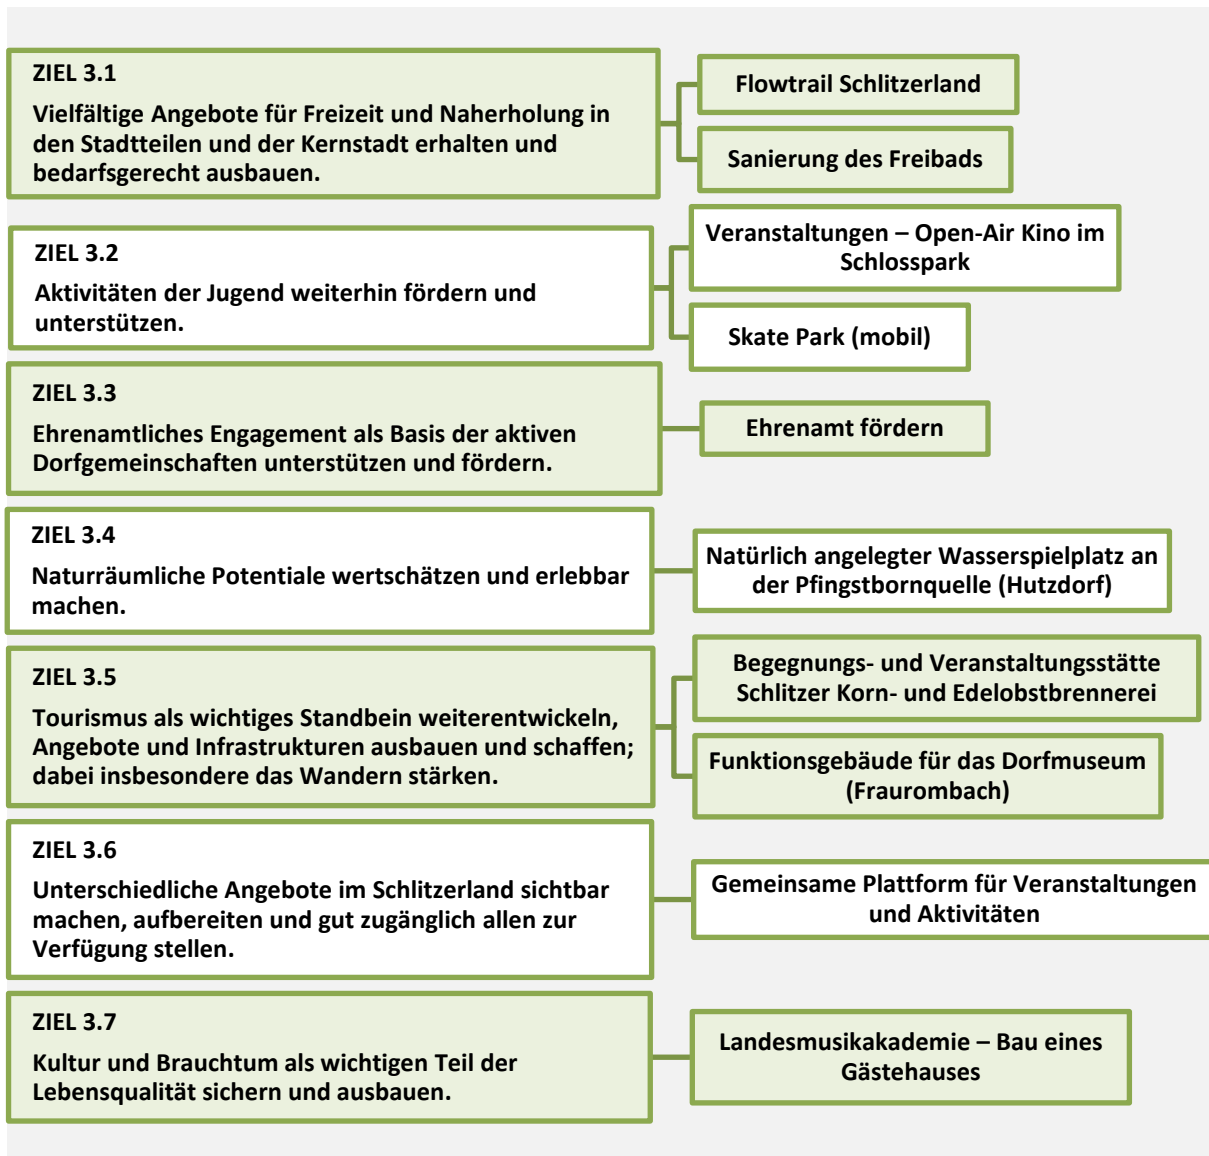 ZIEL 3.1
Vielfältige Angebote für Freizeit und Naherholung in
den Stadtteilen und der Kernstadt erhalten und
bedarfsgerecht ausbauen.
Flowtrail Schlitzerland
Sanierung des Freibads
ZIEL 3.2
Aktivitäten der Jugend weiterhin fördern und
unterstützen.
Veranstaltungen – Open-Air Kino im
Schlosspark
Skate Park (mobil)
ZIEL 3.3
Ehrenamtliches Engagement als Basis der aktiven
Dorfgemeinschaften unterstützen und fördern.
Ehrenamt fördern
ZIEL 3.4
Naturräumliche Potentiale wertschätzen und erlebbar
machen.
Natürlich angelegter Wasserspielplatz an
der Pfingstbornquelle (Hutzdorf)
ZIEL 3.5
Tourismus als wichtiges Standbein weiterentwickeln,
Angebote und Infrastrukturen ausbauen und schaffen;
dabei insbesondere das Wandern stärken.
Begegnungs- und Veranstaltungsstätte
Schlitzer Korn- und Edelobstbrennerei
Funktionsgebäude für das Dorfmuseum
(Fraurombach)
ZIEL 3.6
Unterschiedliche Angebote im Schlitzerland sichtbar
machen, aufbereiten und gut zugänglich allen zur
Verfügung stellen.
Gemeinsame Plattform für Veranstaltungen
und Aktivitäten
ZIEL 3.7
Kultur und Brauchtum als wichtigen Teil der
Lebensqualität sichern und ausbauen.
Landesmusikakademie – Bau eines
Gästehauses